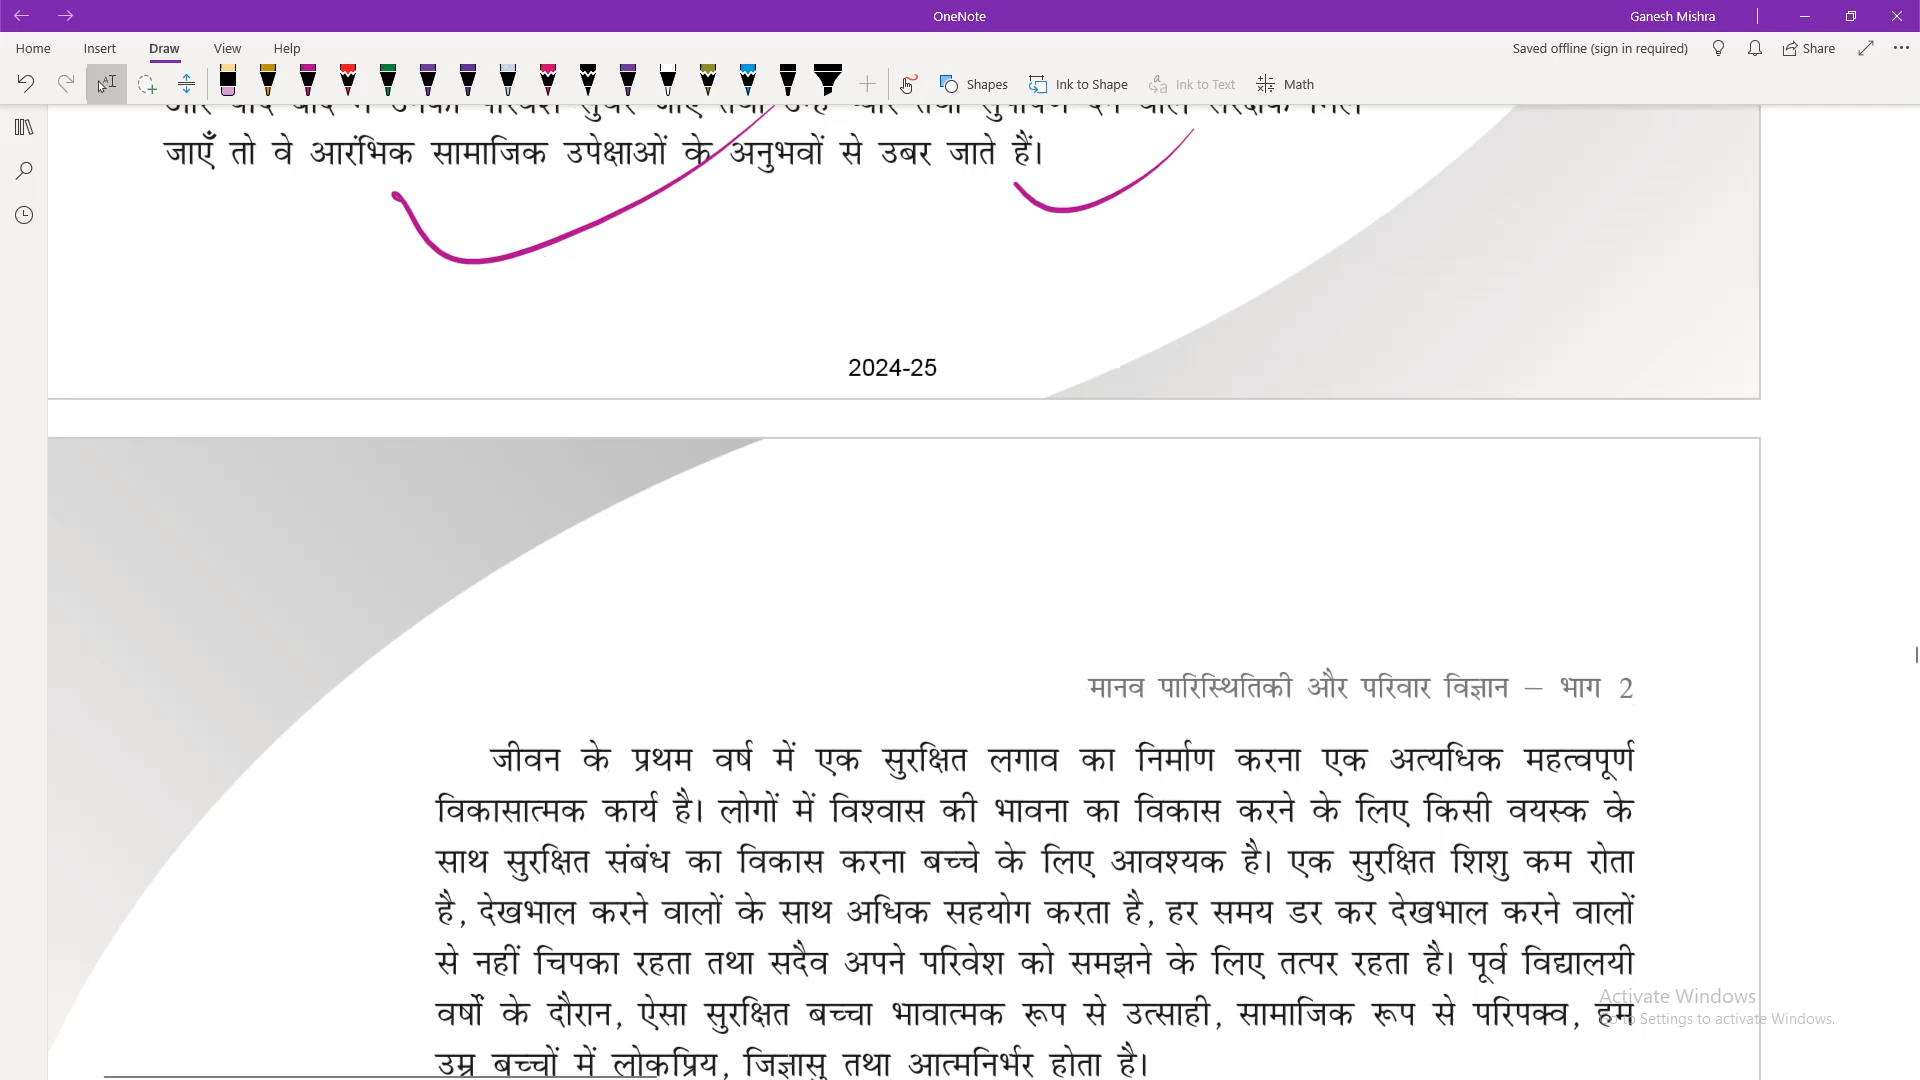 OneNote
Ganesh Mishra
Home Insert Draw View Help
Saved offline (sign in required) Share
Shapes Ink to Shape Ink to Text Math
जाएँ तो वे आरंभिक सामाजिक उपेक्षाओं के अनुभवों से उबर जाते हैं।
2024-25
मानव पारिस्थितिकी और परिवार विज्ञान – भाग 2
जीवन के प्रथम वर्ष में एक सुरक्षित लगाव का निर्माण करना एक अत्यधिक महत्वपूर्ण
विकासात्मक कार्य है। लोगों में विश्वास की भावना का विकास करने के लिए किसी वयस्क के
साथ सुरक्षित संबंध का विकास करना बच्चे के लिए आवश्यक है। एक सुरक्षित शिशु कम रोता
है, देखभाल करने वालों के साथ अधिक सहयोग करता है, हर समय डर कर देखभाल करने वालों
से नहीं चिपका रहता तथा सदैव अपने परिवेश को समझने के लिए तत्पर रहता है। पूर्व विद्यालयी
वर्षों के दौरान, ऐसा सुरक्षित बच्चा भावात्मक रूप से उत्साही, सामाजिक रूप से परिपक्व, हम
उम्र बच्चों में लोकप्रिय, जिज्ञासु तथा आत्मनिर्भर होता है।
Activate Windows
Go to Settings to activate Windows.